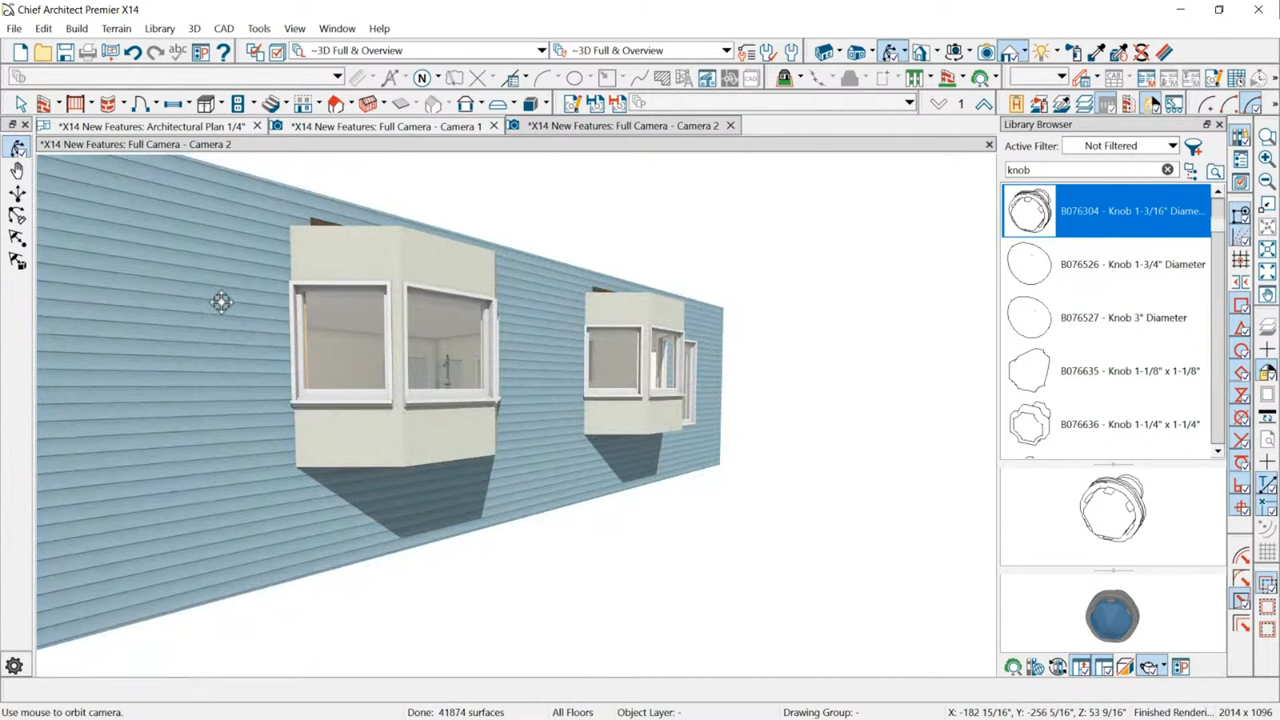 Chief Architect Premier X14
File Edit Build Terrain Library 3D CAD Tools View Window Help
~3D Full & Overview ~3D Full & Overview
1
*X14 New Features: Architectural Plan 1/4" *X14 New Features: Full Camera - Camera 1 *X14 New Features: Full Camera - Camera 2
*X14 New Features: Full Camera - Camera 2
Library Browser
Active Filter: Not Filtered
knob
B076304 - Knob 1-3/16" Diame...
B076526 - Knob 1-3/4" Diameter
B076527 - Knob 3" Diameter
B076635 - Knob 1-1/8" x 1-1/8"
B076636 - Knob 1-1/4" x 1-1/4"
Use mouse to orbit camera. Done: 41874 surfaces All Floors Object Layer: - Drawing Group: - X: -182 15/16", Y: -256 5/16", Z: 53 9/16" Finished Renderi... 2014 x 1096